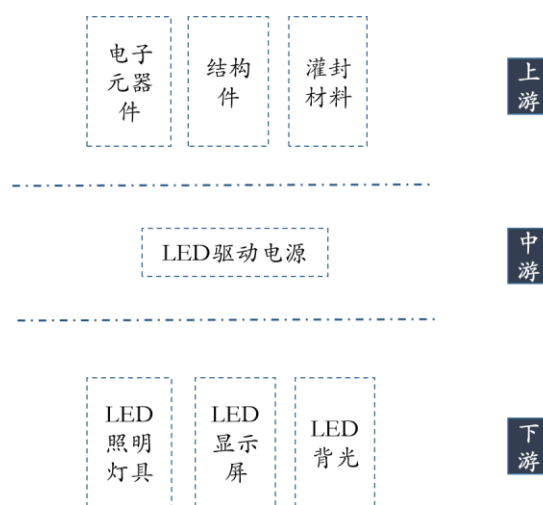 电子
元器
件
结构
件
灌封
材料
上
游
LED驱动电源
中
游
LED
照明
灯具
LED
显示
屏
LED
背光
下
游